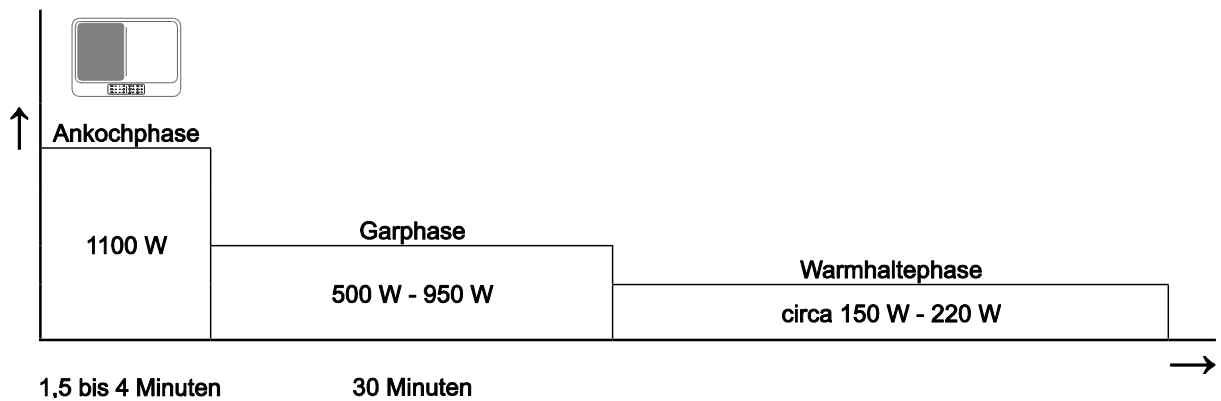 Ankochphase
1100 W
Garphase
500 W - 950 W
Warmhaltephase
circa 150 W - 220 W
1,5 bis 4 Minuten
30 Minuten